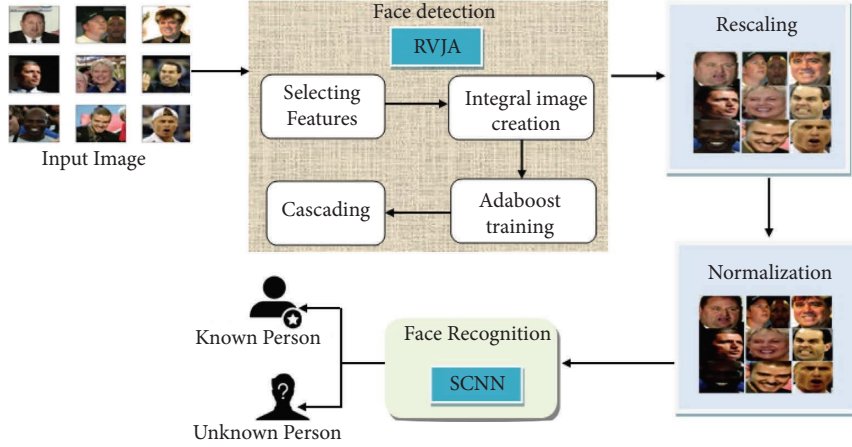 Input Image
Face detection
RVJA
Selecting
Features
Integral image
creation
Adaboost
training
Cascading
Rescaling
Normalization
Face Recognition
SCNN
Known Person
?
Unknown Person